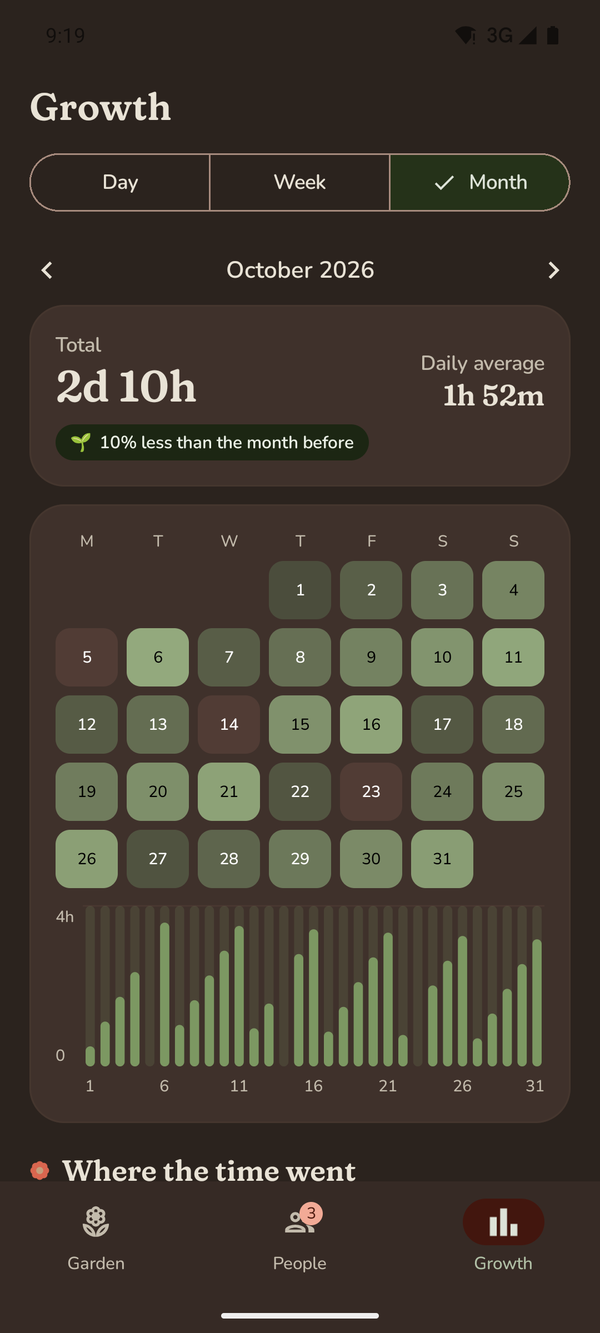 9:19
3G
Growth
Day Week Month
October 2026
Total
2d 10h
Daily average
1h 52m
10% less than the month before
M T W T F S S
1 2 3 4
5 6 7 8 9 10 11
12 13 14 15 16 17 18
19 20 21 22 23 24 25
26 27 28 29 30 31
4h
0
1 6 11 16 21 26 31
Where the time went
3
Garden People Growth